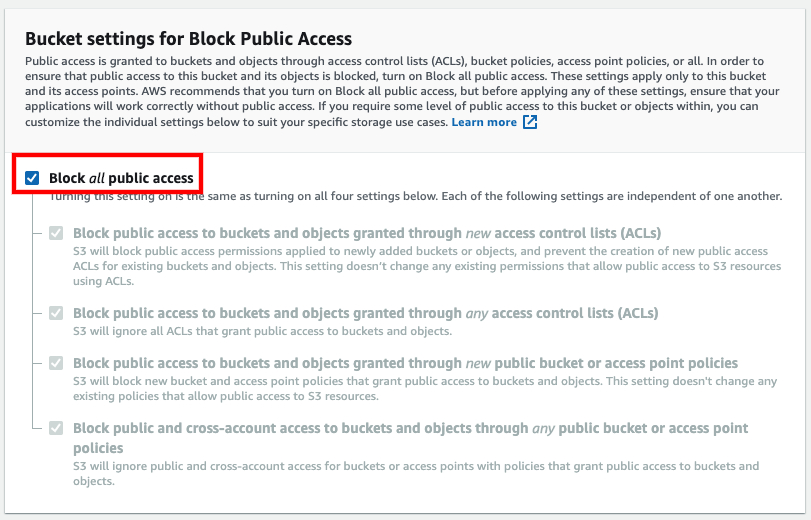 Bucket settings for Block Public Access
Public access is granted to buckets and objects through access control lists (ACLs), bucket policies, access point policies, or all. In order to
ensure that public access to this bucket and its objects is blocked, turn on Block all public access. These settings apply only to this bucket
and its access points. AWS recommends that you turn on Block all public access, but before applying any of these settings, ensure that your
applications will work correctly without public access. If you require some level of public access to this bucket or objects within, you can
customize the individual settings below to suit your specific storage use cases. Learn more
Block all public access
Turning this setting on is the same as turning on all four settings below. Each of the following settings are independent of one another.
Block public access to buckets and objects granted through new access control lists (ACLs)
S3 will block public access permissions applied to newly added buckets or objects, and prevent the creation of new public access
ACLs for existing buckets and objects. This setting doesn't change any existing permissions that allow public access to S3 resources
using ACLs.
Block public access to buckets and objects granted through any access control lists (ACLs)
S3 will ignore all ACLs that grant public access to buckets and objects.
Block public access to buckets and objects granted through new public bucket or access point policies
S3 will block new bucket and access point policies that grant public access to buckets and objects. This setting doesn't change any
existing policies that allow public access to S3 resources.
Block public and cross-account access to buckets and objects through any public bucket or access point
policies
S3 will ignore public and cross-account access for buckets or access points with policies that grant public access to buckets and
objects.